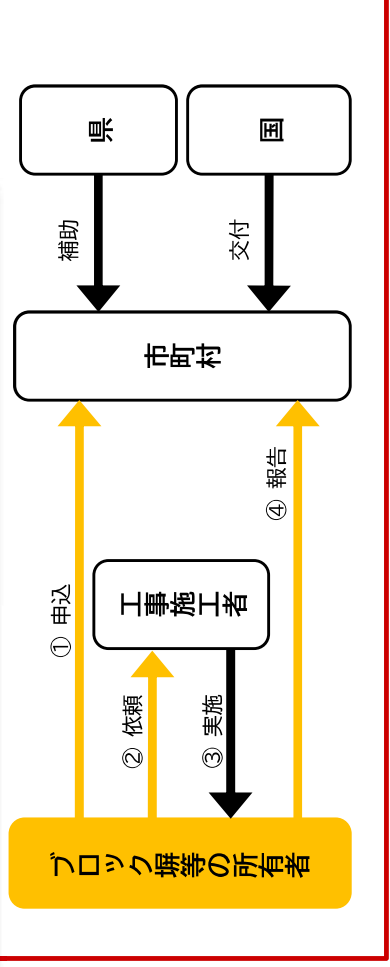 県
国
補助
交付
市町村
① 申込
④ 報告
工事施工者
② 依頼
③ 実施
ブロック塀等の所有者